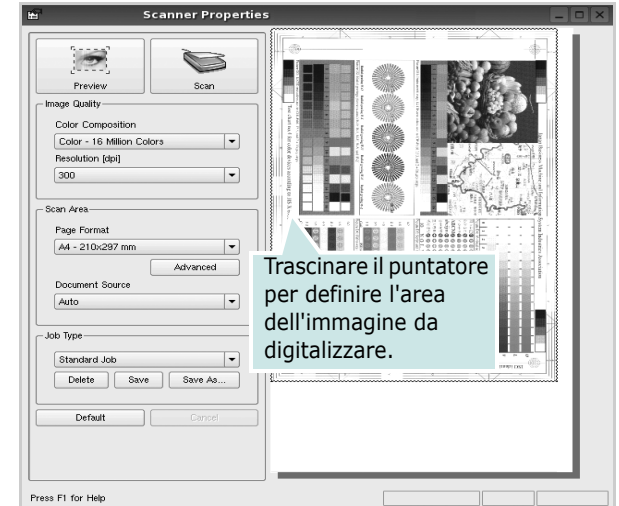 Scanner Properties
Preview
Scan
Image Quality
Color Composition
Color - 16 Million Colors
Resolution [dpi]
300
Scan Area
Page Format
A4 - 210x297 mm
Advanced
Document Source
Auto
Job Type
Standard Job
Delete
Save
Save As...
Default
Cancel
Trascinare il puntatore
per definire l'area
dell'immagine da
digitalizzare.
Press F1 for Help